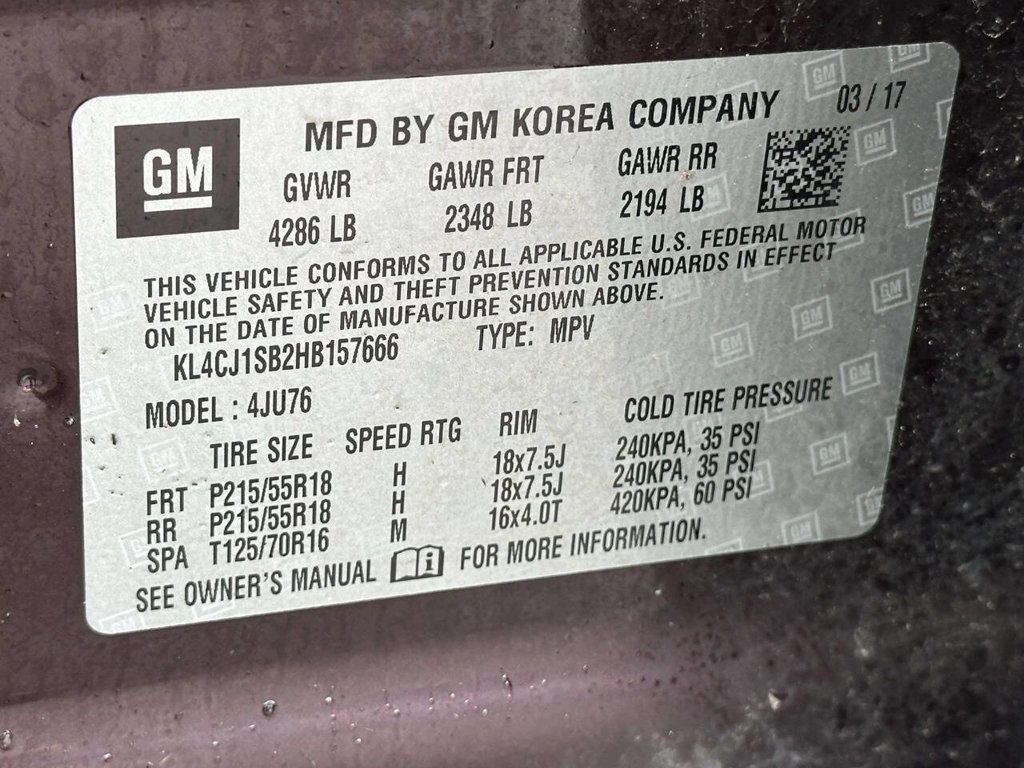 GM
MFD BY GM KOREA COMPANY 03 / 17
GVWR GAWR FRT GAWR RR
4286 LB 2348 LB 2194 LB
THIS VEHICLE CONFORMS TO ALL APPLICABLE U.S. FEDERAL MOTOR
VEHICLE SAFETY AND THEFT PREVENTION STANDARDS IN EFFECT
ON THE DATE OF MANUFACTURE SHOWN ABOVE.
KL4CJ1SB2HB157666 TYPE: MPV
MODEL : 4JU76
TIRE SIZE SPEED RTG RIM COLD TIRE PRESSURE
FRT P215/55R18 H 18x7.5J 240KPA, 35 PSI
RR P215/55R18 H 18x7.5J 240KPA, 35 PSI
SPA T125/70R16 M 16x4.0T 420KPA, 60 PSI
SEE OWNER'S MANUAL FOR MORE INFORMATION.